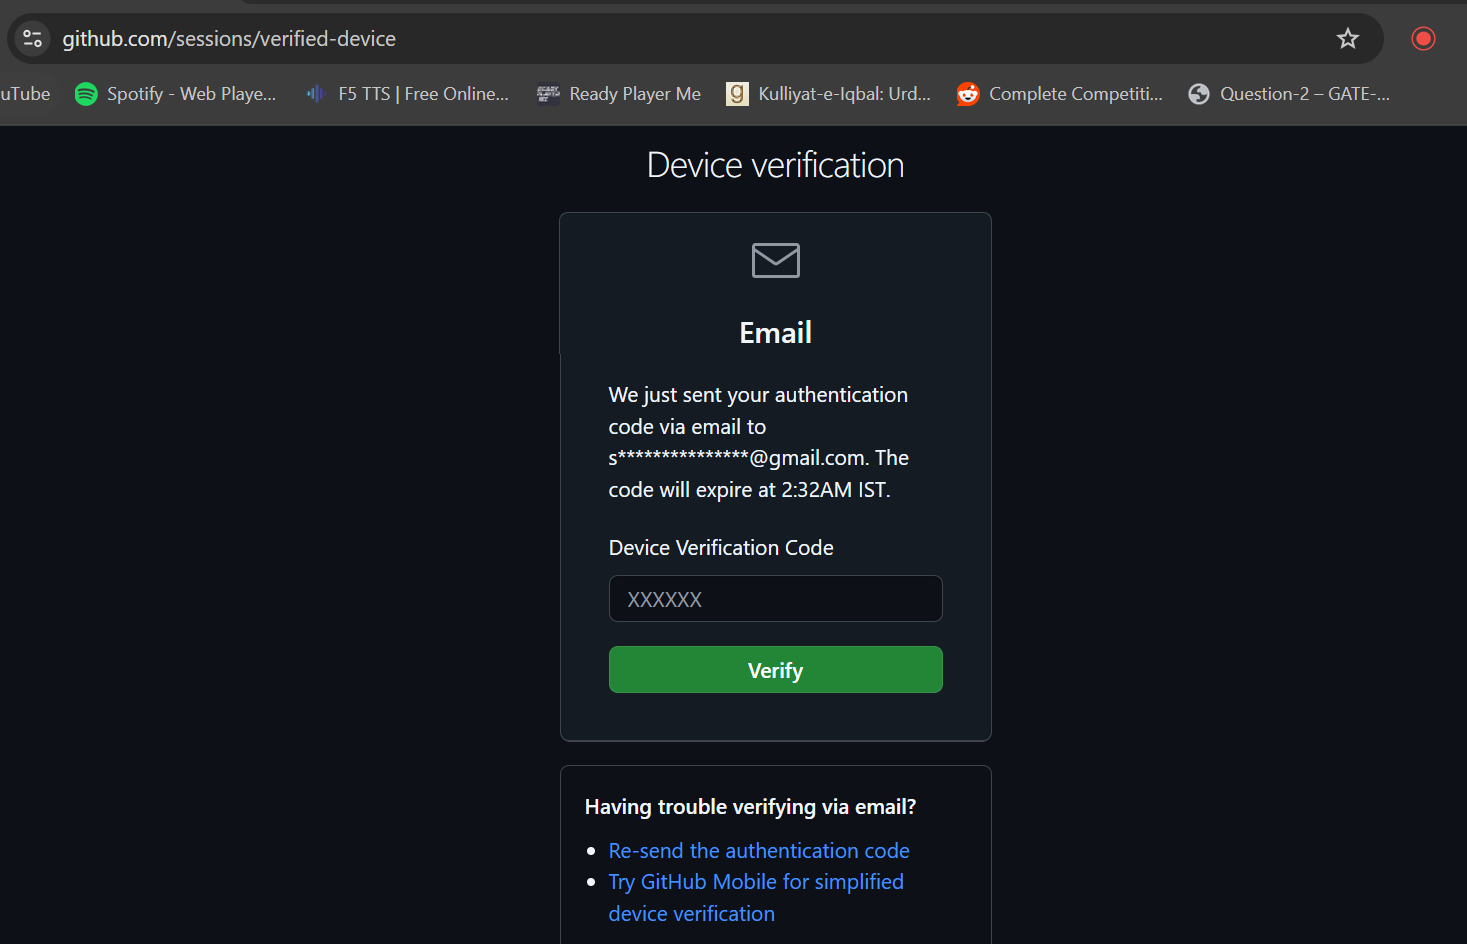 github.com/sessions/verified-device
uTube
Spotify - Web Playe...
F5 TTS | Free Online...
Ready Player Me
Kulliyat-e-Iqbal: Urd...
Complete Competiti...
Question-2 – GATE-...
Device verification
Email
We just sent your authentication
code via email to
s***************@gmail.com. The
code will expire at 2:32AM IST.
Device Verification Code
XXXXXX
Verify
Having trouble verifying via email?
Re-send the authentication code
Try GitHub Mobile for simplified
device verification